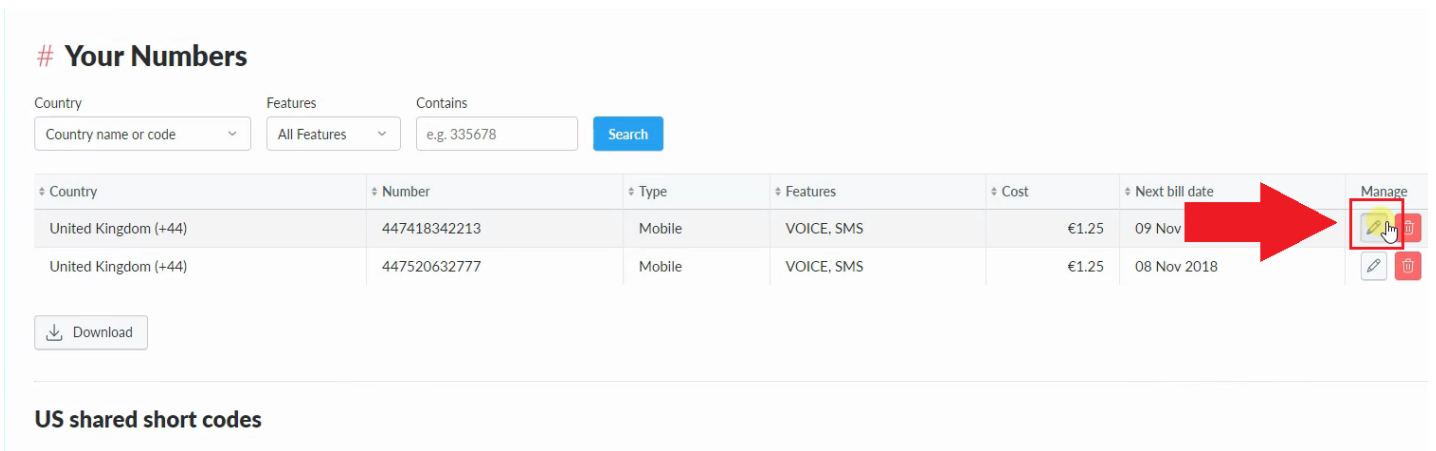 # Your Numbers
Country Features Contains
Country name or code All Features e.g. 335678 Search
Country Number Type Features Cost Next bill date Manage
United Kingdom (+44) 447418342213 Mobile VOICE, SMS €1.25 09 Nov
United Kingdom (+44) 447520632777 Mobile VOICE, SMS €1.25 08 Nov 2018
Download
US shared short codes